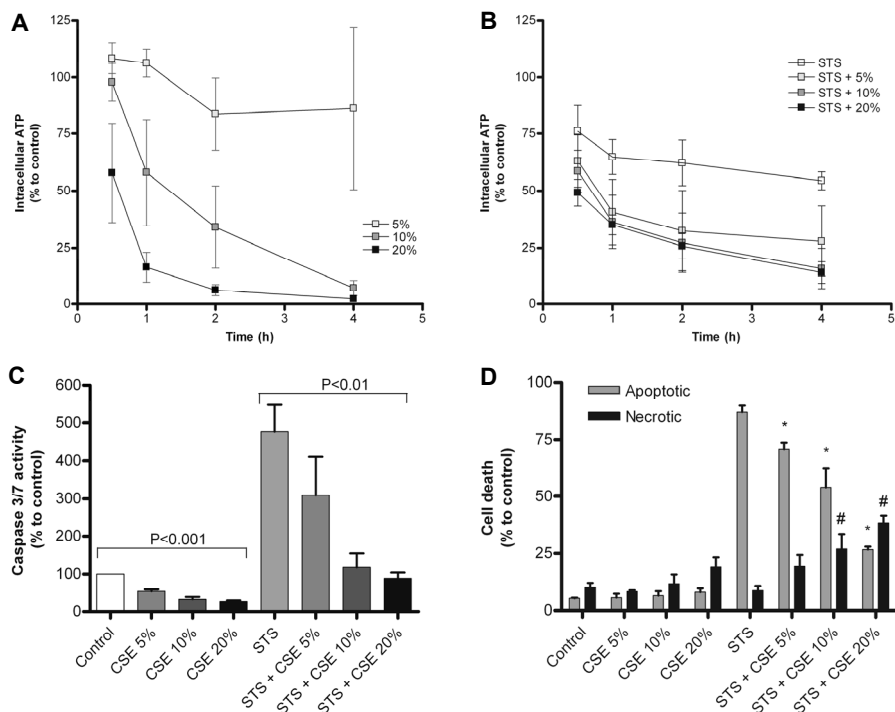 A
125
100
75
50
25
0
Intracellular ATP
(% to control)
0
1
2
3
4
5
Time (h)
5%
10%
20%
B
125
100
75
50
25
0
Intracellular ATP
(% to control)
0
1
2
3
4
5
Time (h)
STS
STS + 5%
STS + 10%
STS + 20%
C
600
500
400
300
200
100
0
Caspase 3/7 activity
(% to control)
P<0.001
P<0.01
Control
CSE 5%
CSE 10%
CSE 20%
STS
STS + CSE 5%
STS + CSE 10%
STS + CSE 20%
D
100
75
50
25
0
Cell death
(% to control)
Apoptotic
Necrotic
*
*
#
*
#
Control
CSE 5%
CSE 10%
CSE 20%
STS
STS + CSE 5%
STS + CSE 10%
STS + CSE 20%